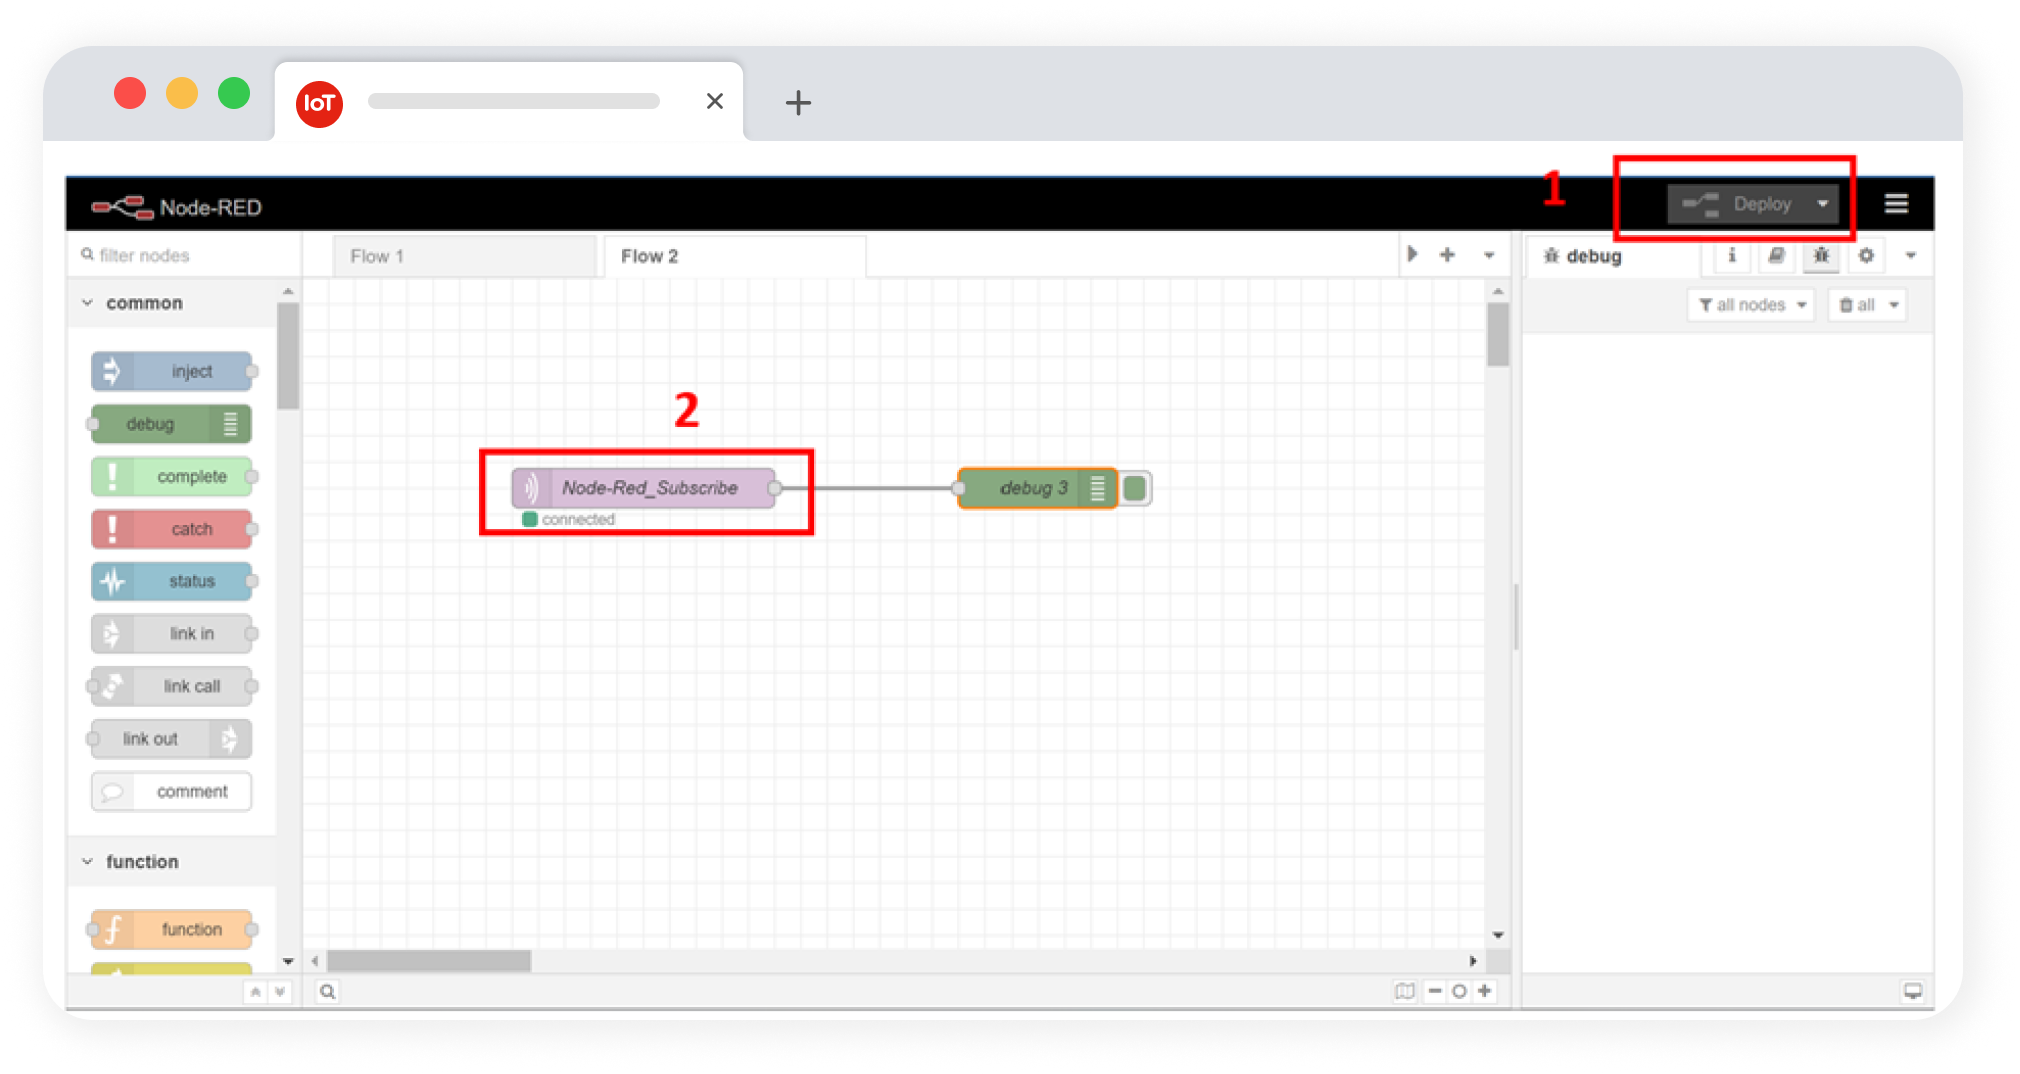 IoT
1
Node-RED
Deploy
filter nodes
Flow 1
Flow 2
debug
i
common
all nodes
all
inject
debug
complete
catch
status
link in
link call
link out
comment
function
function
2
Node-Red_Subscribe
connected
debug 3